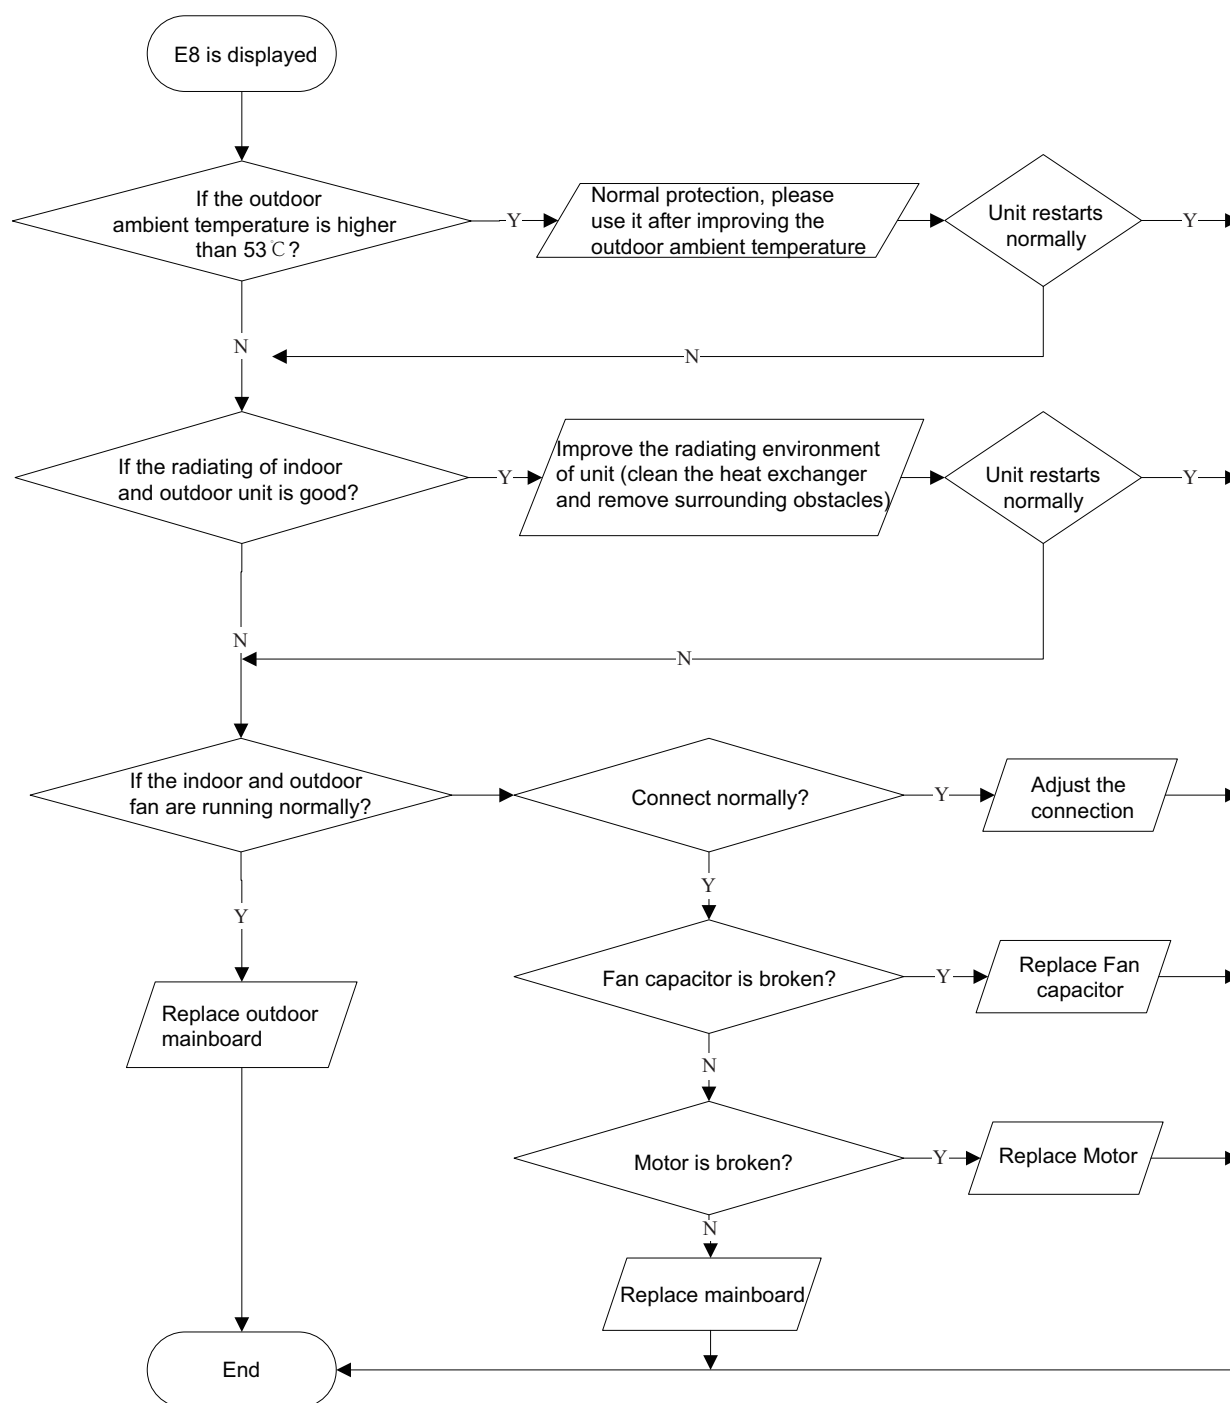 E8 is displayed
If the outdoor
ambient temperature is higher
than 53℃?
Y
Normal protection, please
use it after improving the
outdoor ambient temperature
Unit restarts
normally
Y
N
N
If the radiating of indoor
and outdoor unit is good?
Y
Improve the radiating environment
of unit (clean the heat exchanger
and remove surrounding obstacles)
Unit restarts
normally
Y
N
N
If the indoor and outdoor
fan are running normally?
Connect normally?
Y
Adjust the
connection
Y
Y
Fan capacitor is broken?
Y
Replace Fan
capacitor
Replace outdoor
mainboard
N
Motor is broken?
Y
Replace Motor
N
Replace mainboard
End